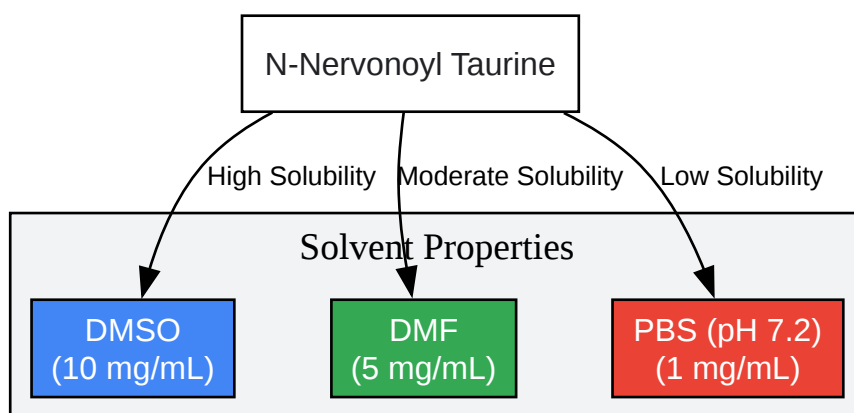 N-Nervonoyl Taurine
High Solubility
Moderate Solubility
Low Solubility
Solvent Properties
DMSO
(10 mg/mL)
DMF
(5 mg/mL)
PBS (pH 7.2)
(1 mg/mL)